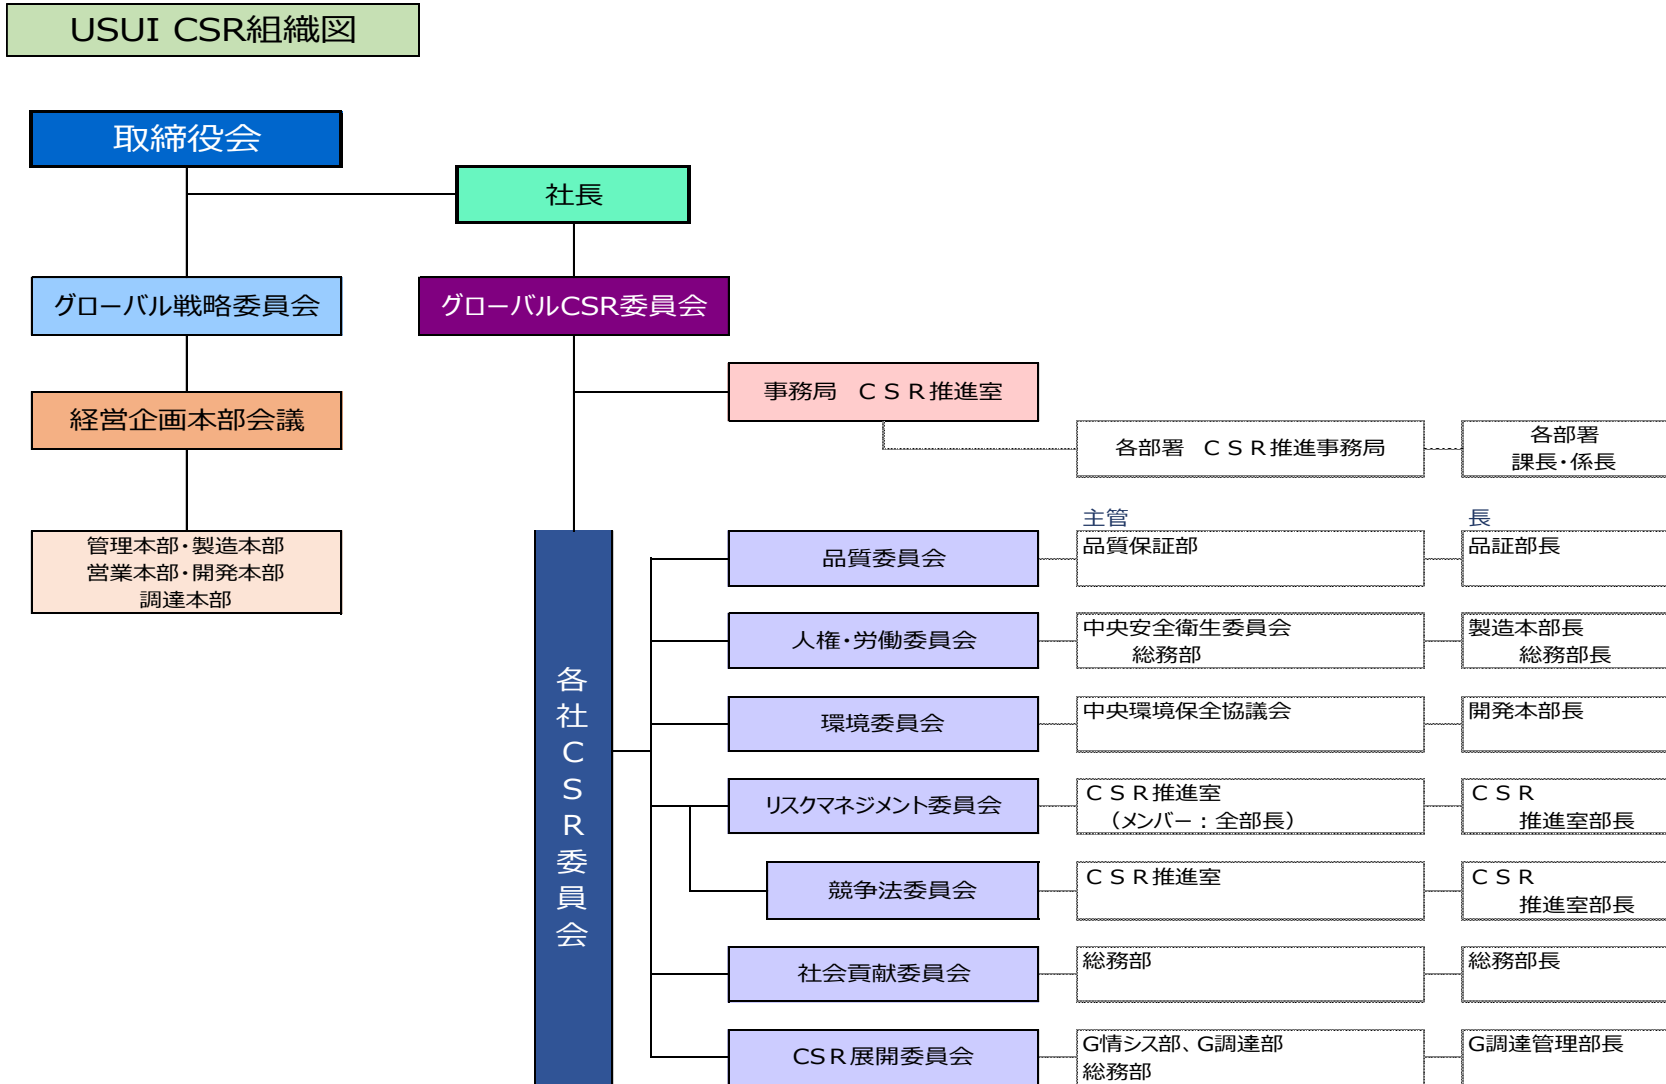 USUI CSR組織図
取締役会
社長
グローバル戦略委員会
グローバルCSR委員会
事務局　ＣＳＲ推進室
経営企画本部会議
各部署　ＣＳＲ推進事務局
各部署
課長・係長
管理本部・製造本部
営業本部・開発本部
調達本部
各社ＣＳＲ委員会
主管
長
品質委員会
品質保証部
品証部長
人権・労働委員会
中央安全衛生委員会
総務部
製造本部長
総務部長
環境委員会
中央環境保全協議会
開発本部長
リスクマネジメント委員会
ＣＳＲ推進室
（メンバー：全部長）
ＣＳＲ
推進室部長
競争法委員会
ＣＳＲ推進室
ＣＳＲ
推進室部長
社会貢献委員会
総務部
総務部長
CSR展開委員会
G情シス部、G調達部
総務部
G調達管理部長